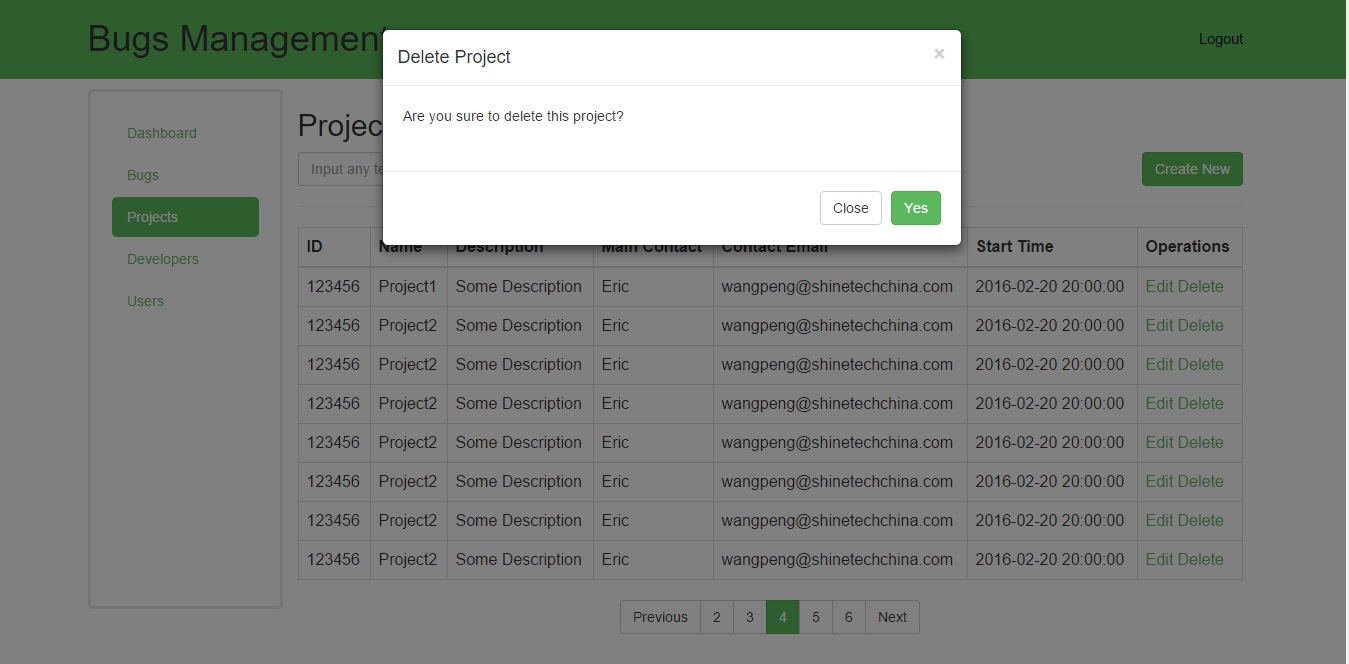 Bugs Management
Logout
Delete Project
×
Are you sure to delete this project?
Close Yes
Dashboard
Bugs
Projects
Developers
Users
Projec
Input any te
Create New
ID Name Description Main Contact Contact Email Start Time Operations
123456 Project1 Some Description Eric wangpeng@shinetechchina.com 2016-02-20 20:00:00 Edit Delete
123456 Project2 Some Description Eric wangpeng@shinetechchina.com 2016-02-20 20:00:00 Edit Delete
123456 Project2 Some Description Eric wangpeng@shinetechchina.com 2016-02-20 20:00:00 Edit Delete
123456 Project2 Some Description Eric wangpeng@shinetechchina.com 2016-02-20 20:00:00 Edit Delete
123456 Project2 Some Description Eric wangpeng@shinetechchina.com 2016-02-20 20:00:00 Edit Delete
123456 Project2 Some Description Eric wangpeng@shinetechchina.com 2016-02-20 20:00:00 Edit Delete
123456 Project2 Some Description Eric wangpeng@shinetechchina.com 2016-02-20 20:00:00 Edit Delete
123456 Project2 Some Description Eric wangpeng@shinetechchina.com 2016-02-20 20:00:00 Edit Delete
Previous 2 3 4 5 6 Next